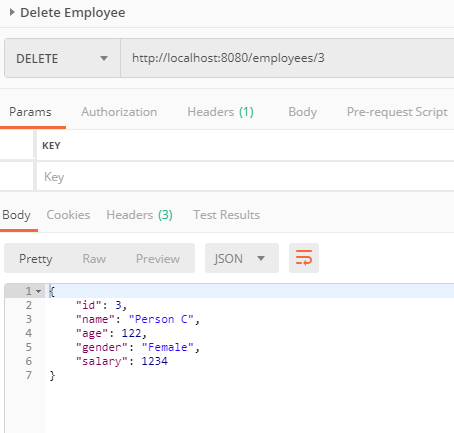 Delete Employee
DELETE http://localhost:8080/employees/3
Params Authorization Headers (1) Body Pre-request Script
KEY
Key
Body Cookies Headers (3) Test Results
Pretty Raw Preview JSON
1 {
2 "id": 3,
3 "name": "Person C",
4 "age": 122,
5 "gender": "Female",
6 "salary": 1234
7 }